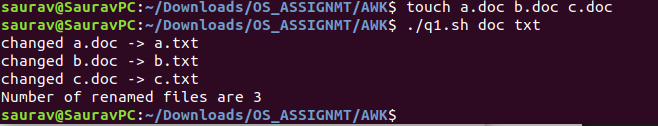 saurav@SauravPC:~/Downloads/OS_ASSIGNMT/AWK$ touch a.doc b.doc c.doc
saurav@SauravPC:~/Downloads/OS_ASSIGNMT/AWK$ ./q1.sh doc txt
changed a.doc -> a.txt
changed b.doc -> b.txt
changed c.doc -> c.txt
Number of renamed files are 3
saurav@SauravPC:~/Downloads/OS_ASSIGNMT/AWK$